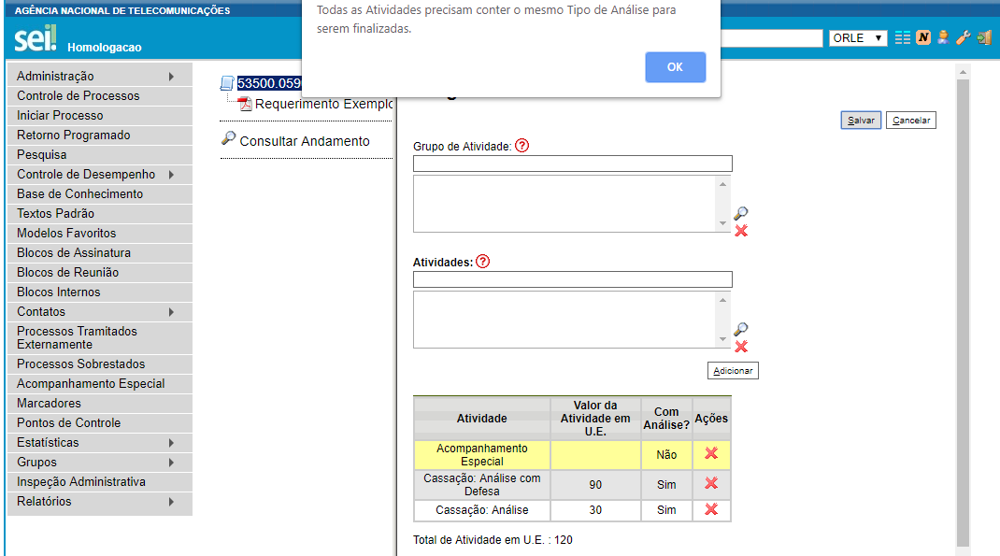 AGÊNCIA NACIONAL DE TELECOMUNICAÇÕES
Todas as Atividades precisam conter o mesmo Tipo de Análise para
serem finalizadas.
OK
sei!
Homologacao
ORLE
N
Administração
Controle de Processos
Iniciar Processo
Retorno Programado
Pesquisa
Controle de Desempenho
Base de Conhecimento
Textos Padrão
Modelos Favoritos
Blocos de Assinatura
Blocos de Reunião
Blocos Internos
Contatos
Processos Tramitados
Externamente
Processos Sobrestados
Acompanhamento Especial
Marcadores
Pontos de Controle
Estatísticas
Grupos
Inspeção Administrativa
Relatórios
53500.059
Requerimento Exemplo
Consultar Andamento
Salvar
Cancelar
Grupo de Atividade: ?
Atividades: ?
Adicionar
Atividade
Valor da
Atividade em
U.E.
Com
Análise?
Ações
Acompanhamento
Especial
Não
Cassação: Análise com
Defesa
90
Sim
Cassação: Análise
30
Sim
Total de Atividade em U.E. : 120